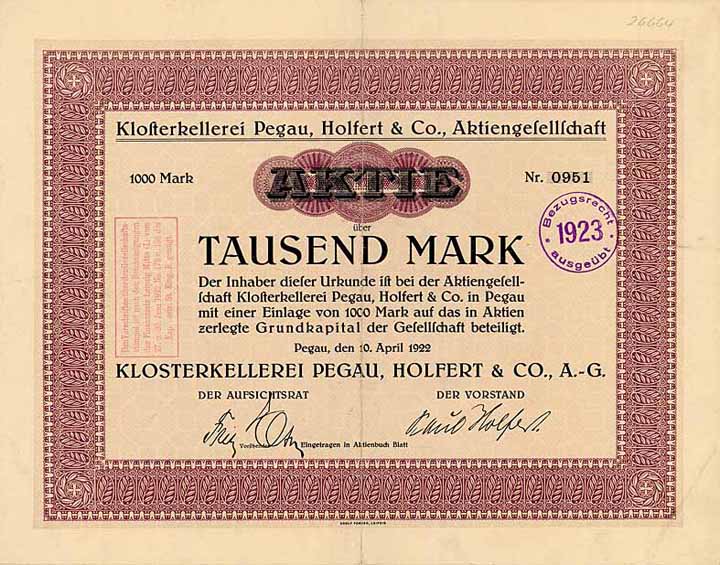 26664
Klosterkellerei Pegau, Holfert & Co., Aktiengesellschaft
1000 Mark
AKTIE
Nr. 0951
über
TAUSEND MARK
Bezugsrecht
1923
ausgeübt
Der Inhaber dieser Urkunde ist bei der Aktiengesell-
schaft Klosterkellerei Pegau, Holfert & Co. in Pegau
mit einer Einlage von 1000 Mark auf das in Aktien
zerlegte Grundkapital der Gesellschaft beteiligt.
Pegau, den 10. April 1922
KLOSTERKELLEREI PEGAU, HOLFERT & CO., A.-G.
DER AUFSICHTSRAT
DER VORSTAND
Paul Holfert.
Vorsitzender
Eingetragen in Aktienbuch Blatt